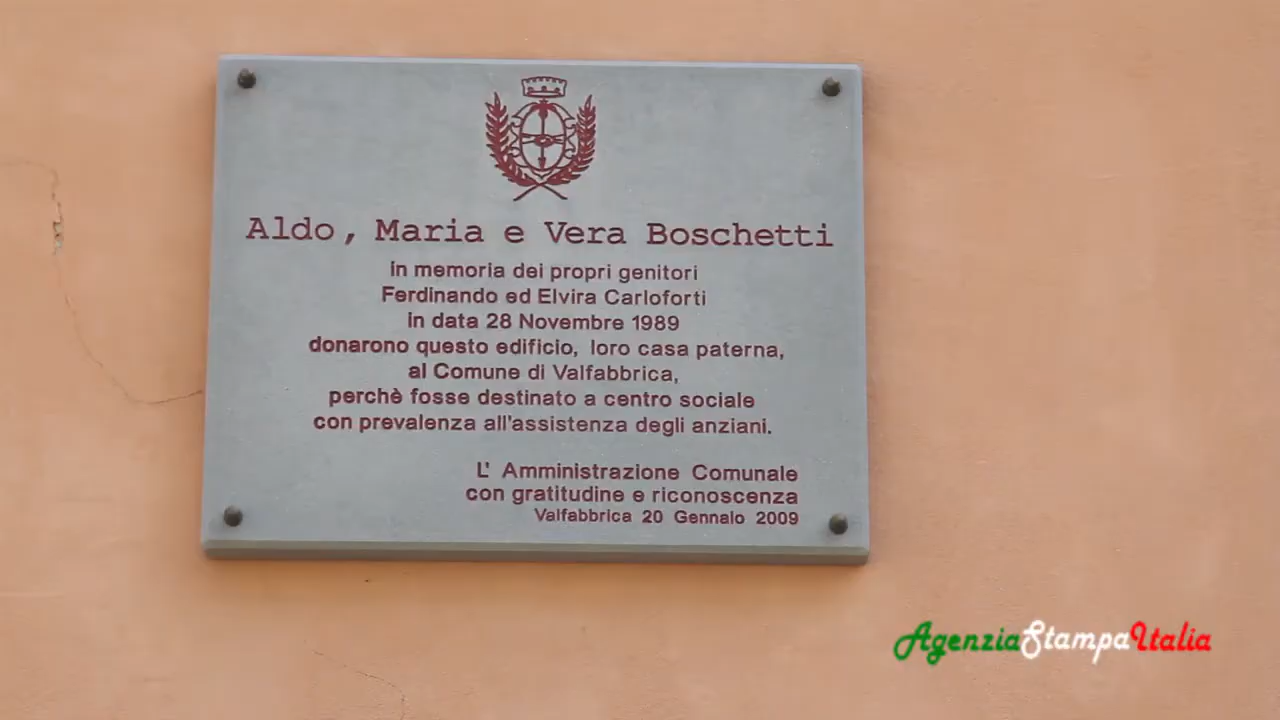 Aldo, Maria e Vera Boschetti
in memoria dei propri genitori
Ferdinando ed Elvira Carloforti
in data 28 Novembre 1989
donarono questo edificio, loro casa paterna,
al Comune di Valfabbrica,
perchè fosse destinato a centro sociale
con prevalenza all'assistenza degli anziani.
L' Amministrazione Comunale
con gratitudine e riconoscenza
Valfabbrica 20 Gennaio 2009
AgenziaStampaItalia